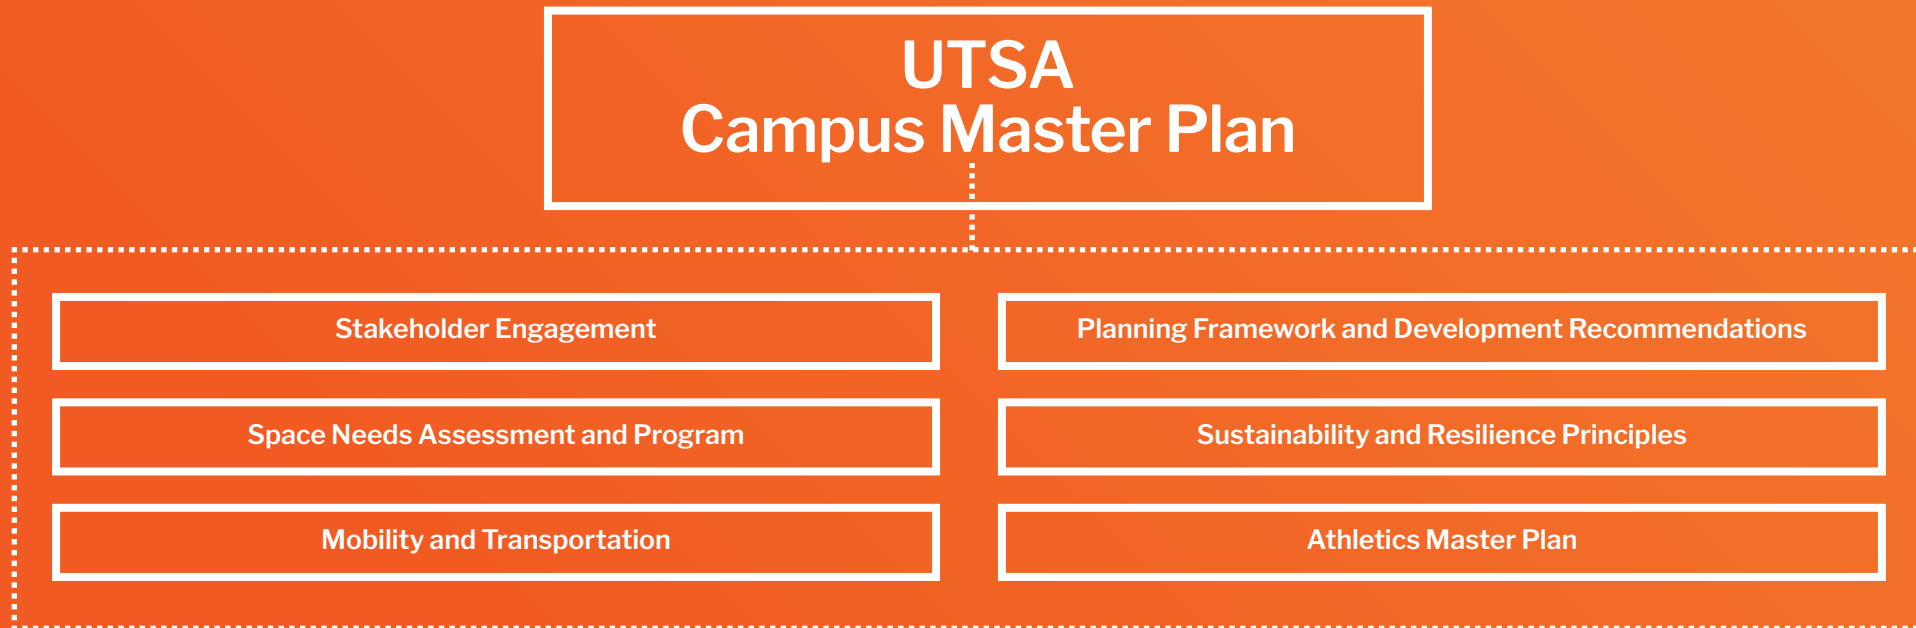 UTSA
Campus Master Plan
Stakeholder Engagement
Planning Framework and Development Recommendations
Space Needs Assessment and Program
Sustainability and Resilience Principles
Mobility and Transportation
Athletics Master Plan